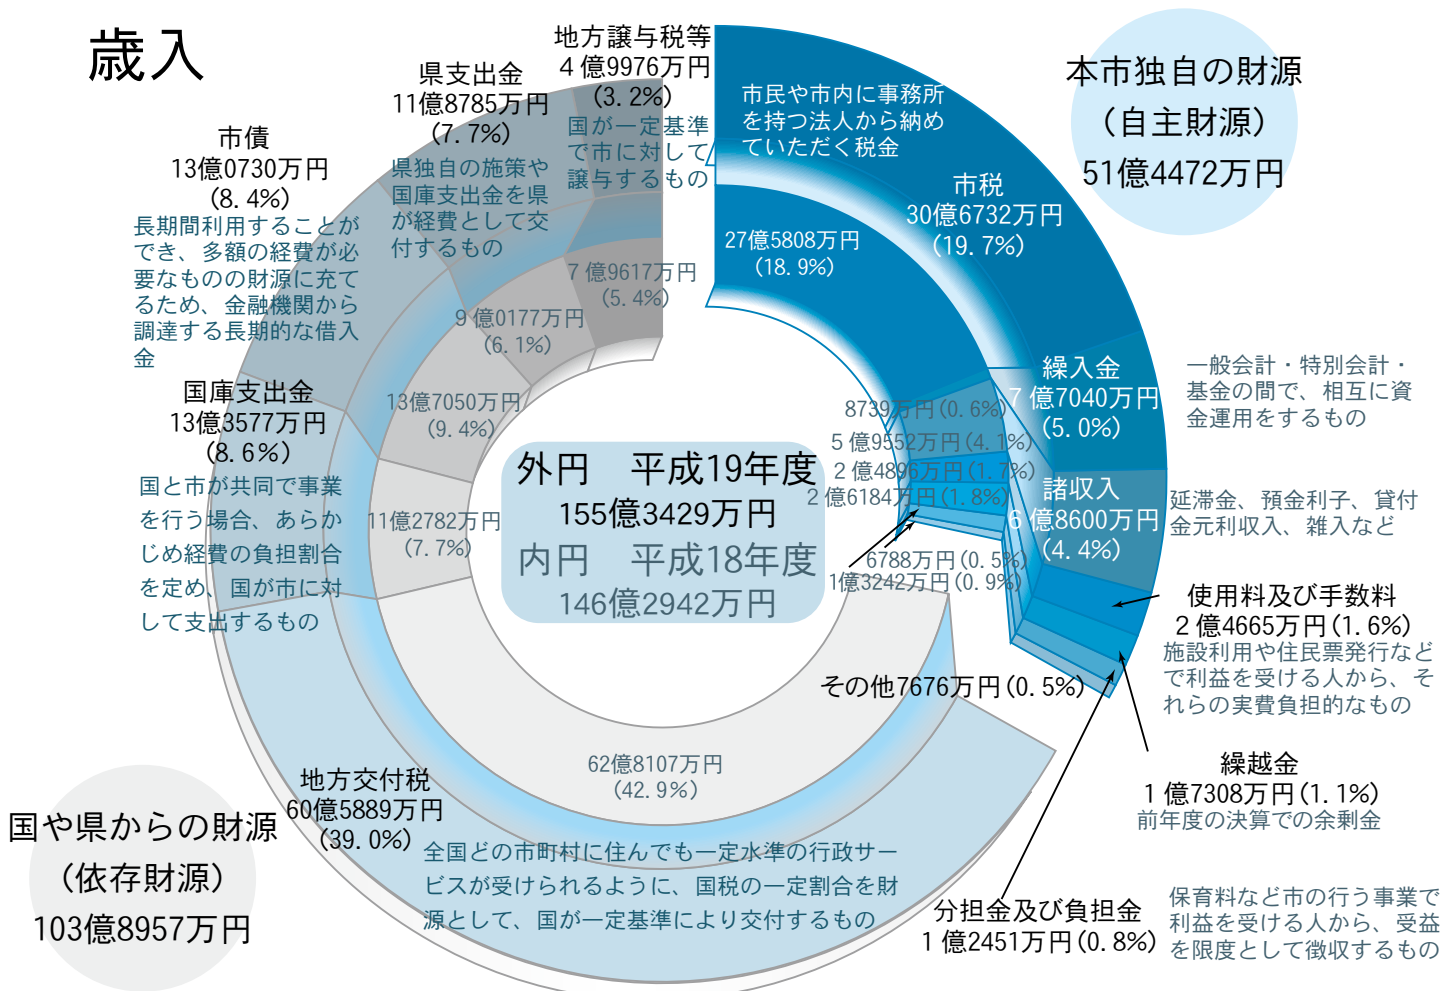 歳入
本市独自の財源
（自主財源）
51億4472万円
市民や市内に事務所
を持つ法人から納め
ていただく税金
市税
30億6732万円
(19.7%)
27億5808万円
(18.9%)
繰入金
7億7040万円
(5.0%)
一般会計・特別会計・
基金の間で、相互に資
金運用をするもの
諸収入
6億8600万円
(4.4%)
延滞金、預金利子、貸付
金元利収入、雑入など
8739万円(0.6%)
5億9552万円(4.1%)
2億4896万円(1.7%)
2億6184万円(1.8%)
6788万円(0.5%)
1億3242万円(0.9%)
使用料及び手数料
2億4665万円(1.6%)
施設利用や住民票発行など
で利益を受ける人から、そ
れらの実費負担的なもの
繰越金
1億7308万円(1.1%)
前年度の決算での余剰金
分担金及び負担金
1億2451万円(0.8%)
保育料など市の行う事業で
利益を受ける人から、受益
を限度として徴収するもの
その他7676万円(0.5%)
地方譲与税等
4億9976万円
(3.2%)
国が一定基準
で市に対して
譲与するもの
7億9617万円
(5.4%)
県支出金
11億8785万円
(7.7%)
県独自の施策や
国庫支出金を県
が経費として交
付するもの
9億0177万円
(6.1%)
市債
13億0730万円
(8.4%)
長期間利用することが
でき、多額の経費が必
要なものの財源に充て
るため、金融機関から
調達する長期的な借入
金
13億7050万円
(9.4%)
国庫支出金
13億3577万円
(8.6%)
国と市が共同で事業
を行う場合、あらか
じめ経費の負担割合
を定め、国が市に対
して支出するもの
11億2782万円
(7.7%)
外円　平成19年度
155億3429万円
内円　平成18年度
146億2942万円
62億8107万円
(42.9%)
地方交付税
60億5889万円
(39.0%)
全国どの市町村に住んでも一定水準の行政サー
ビスが受けられるように、国税の一定割合を財
源として、国が一定基準により交付するもの
国や県からの財源
（依存財源）
103億8957万円